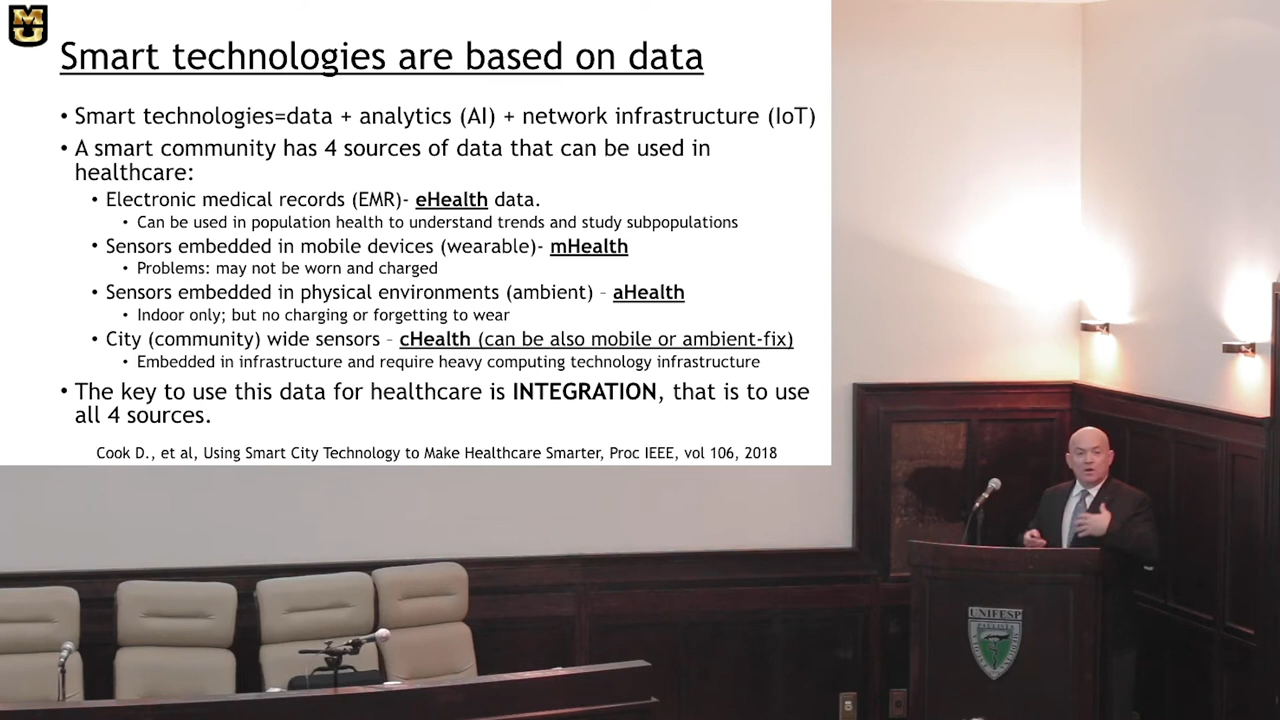 MU
Smart technologies are based on data
• Smart technologies=data + analytics (AI) + network infrastructure (IoT)
• A smart community has 4 sources of data that can be used in
healthcare:
• Electronic medical records (EMR)- eHealth data.
• Can be used in population health to understand trends and study subpopulations
• Sensors embedded in mobile devices (wearable)- mHealth
• Problems: may not be worn and charged
• Sensors embedded in physical environments (ambient) – aHealth
• Indoor only; but no charging or forgetting to wear
• City (community) wide sensors – cHealth (can be also mobile or ambient-fix)
• Embedded in infrastructure and require heavy computing technology infrastructure
• The key to use this data for healthcare is INTEGRATION, that is to use
all 4 sources.
Cook D., et al, Using Smart City Technology to Make Healthcare Smarter, Proc IEEE, vol 106, 2018
UNIFESP